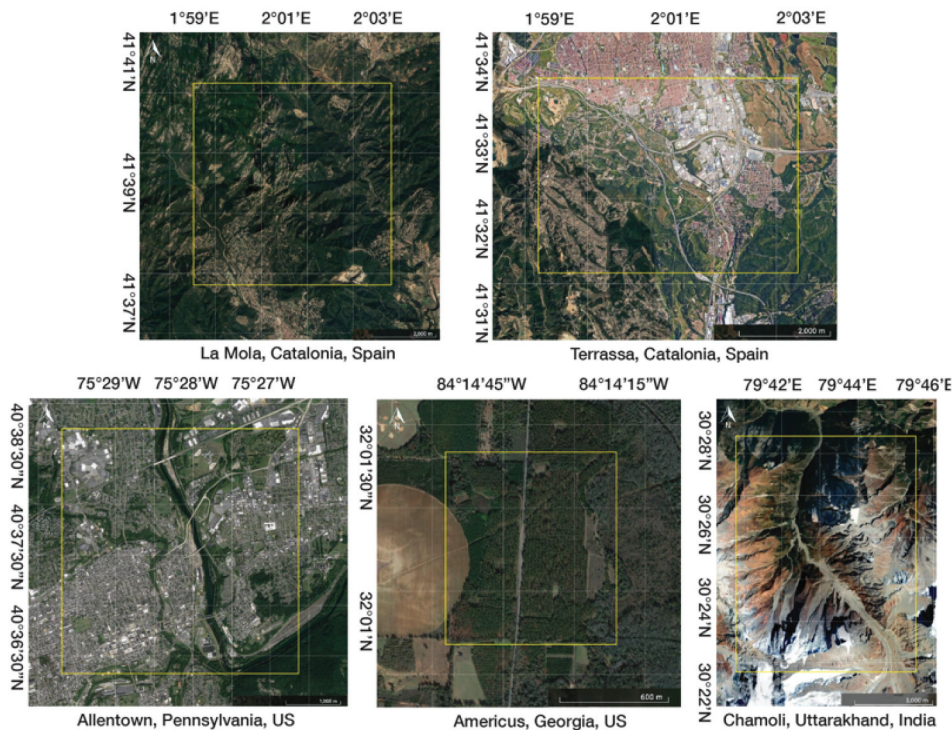 1°59'E 2°01'E 2°03'E
41°41'N
41°39'N
41°37'N
N
2,000 m
La Mola, Catalonia, Spain
1°59'E 2°01'E 2°03'E
41°34'N
41°33'N
41°32'N
41°31'N
N
2,000 m
Terrassa, Catalonia, Spain
75°29'W 75°28'W 75°27'W
40°38'30"N
40°37'30"N
40°36'30"N
Allentown, Pennsylvania, US
84°14'45"W 84°14'15"W
32°01'30"N
32°01'N
N
600 m
Americus, Georgia, US
79°42'E 79°44'E 79°46'E
30°28'N
30°26'N
30°24'N
30°22'N
Chamoli, Uttarakhand, India